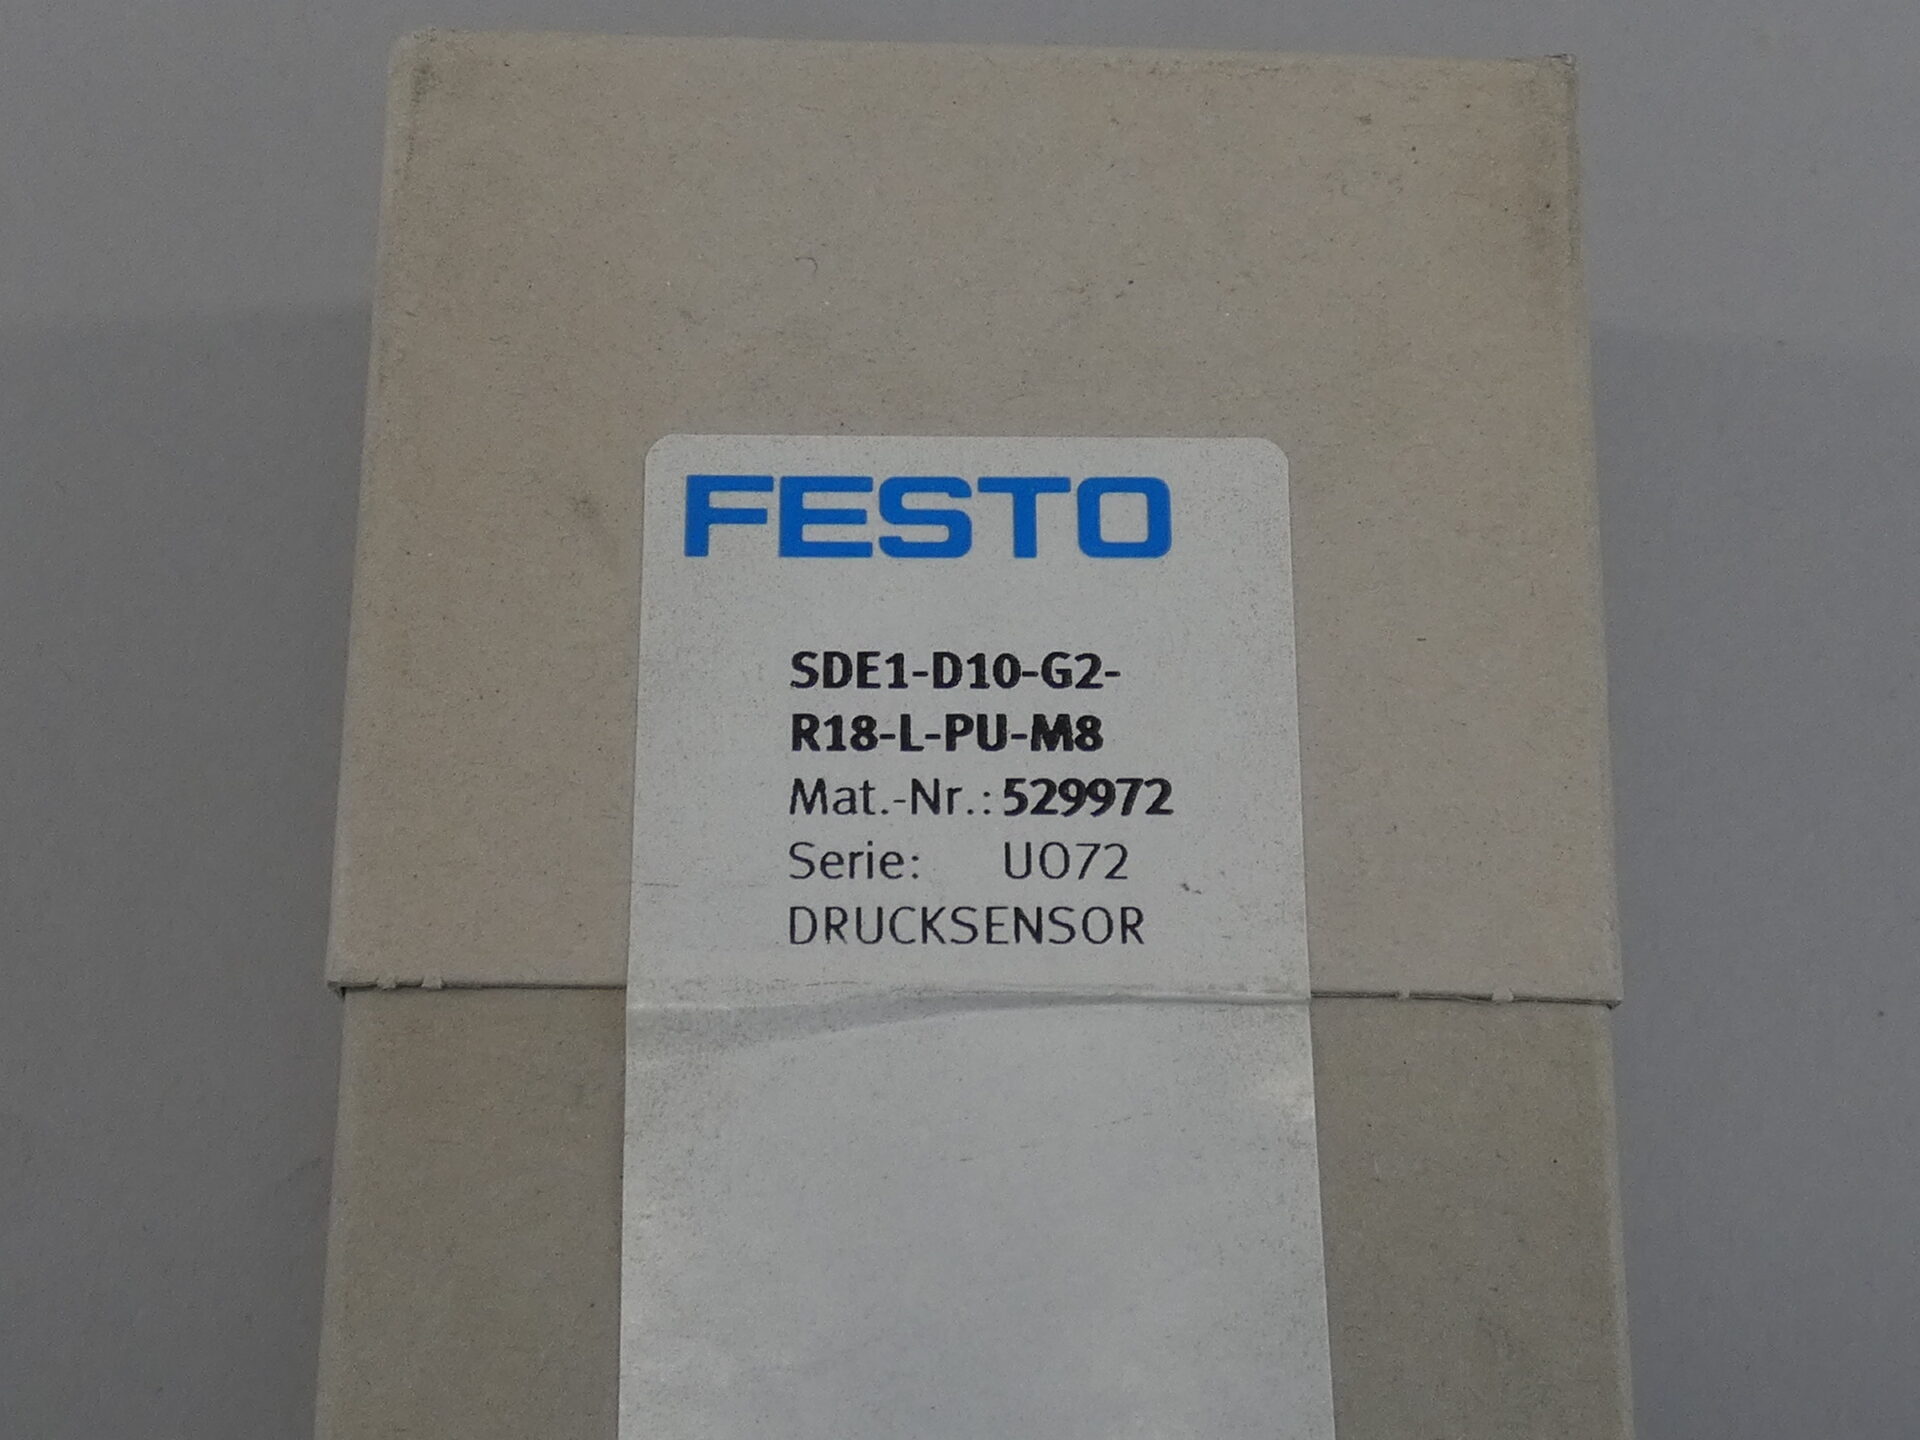 FESTO
SDE1-D10-G2-
R18-L-PU-M8
Mat.-Nr.: 529972
Serie: U072
DRUCKSENSOR